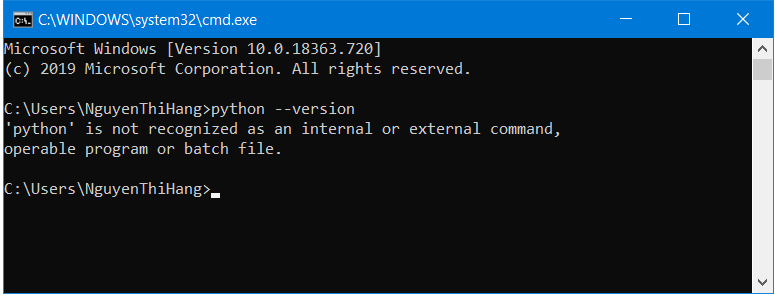 C:\WINDOWS\system32\cmd.exe
Microsoft Windows [Version 10.0.18363.720]
(c) 2019 Microsoft Corporation. All rights reserved.
C:\Users\NguyenThiHang>python --version
'python' is not recognized as an internal or external command,
operable program or batch file.
C:\Users\NguyenThiHang>